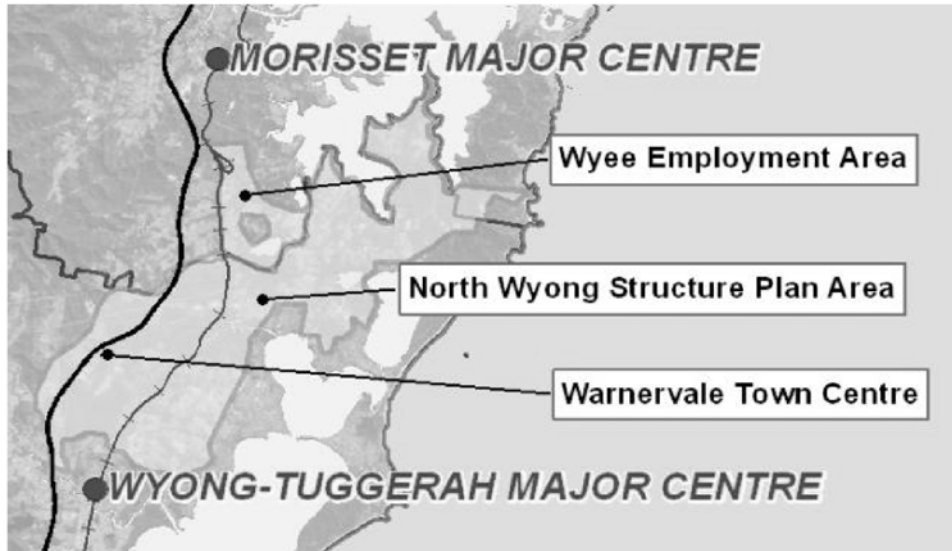 MORISSET MAJOR CENTRE
Wyee Employment Area
North Wyong Structure Plan Area
Warnervale Town Centre
WYONG-TUGGERAH MAJOR CENTRE